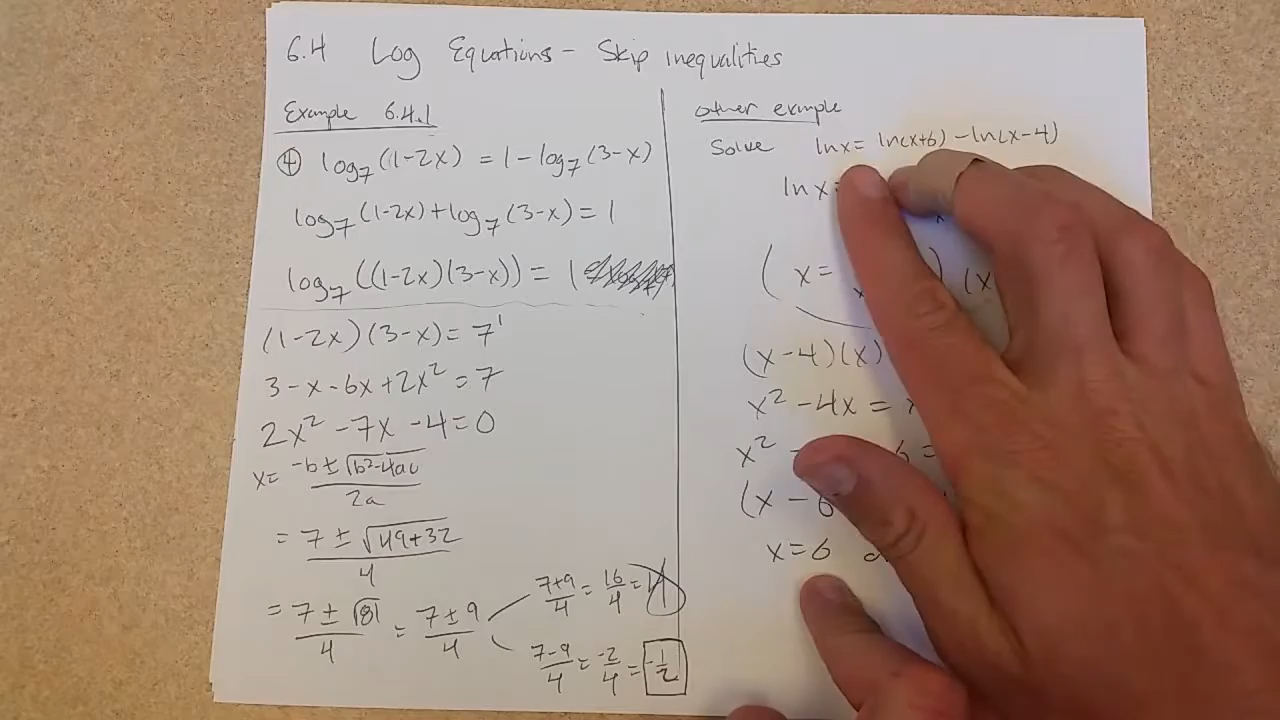 6.4 Log Equations - Skip inequalities
Example 6.4.1
④ log₇(1-2x) = 1 - log₇(3-x)
log₇(1-2x) + log₇(3-x) = 1
log₇((1-2x)(3-x)) = 1
(1-2x)(3-x) = 7¹
3 - x - 6x + 2x² = 7
2x² - 7x - 4 = 0
x = (-b ± √(b²-4ac))/2a
= (7 ± √(49+32))/4
= (7 ± √81)/4 = (7 ± 9)/4
(7+9)/4 = 16/4 = 4
(7-9)/4 = -2/4 = -1/2
other example
Solve ln x = ln(x+6) - ln(x-4)
ln x =
( x = ) (x
(x-4)(x)
x² - 4x =
x² - 6 =
(x - 6
x = 6